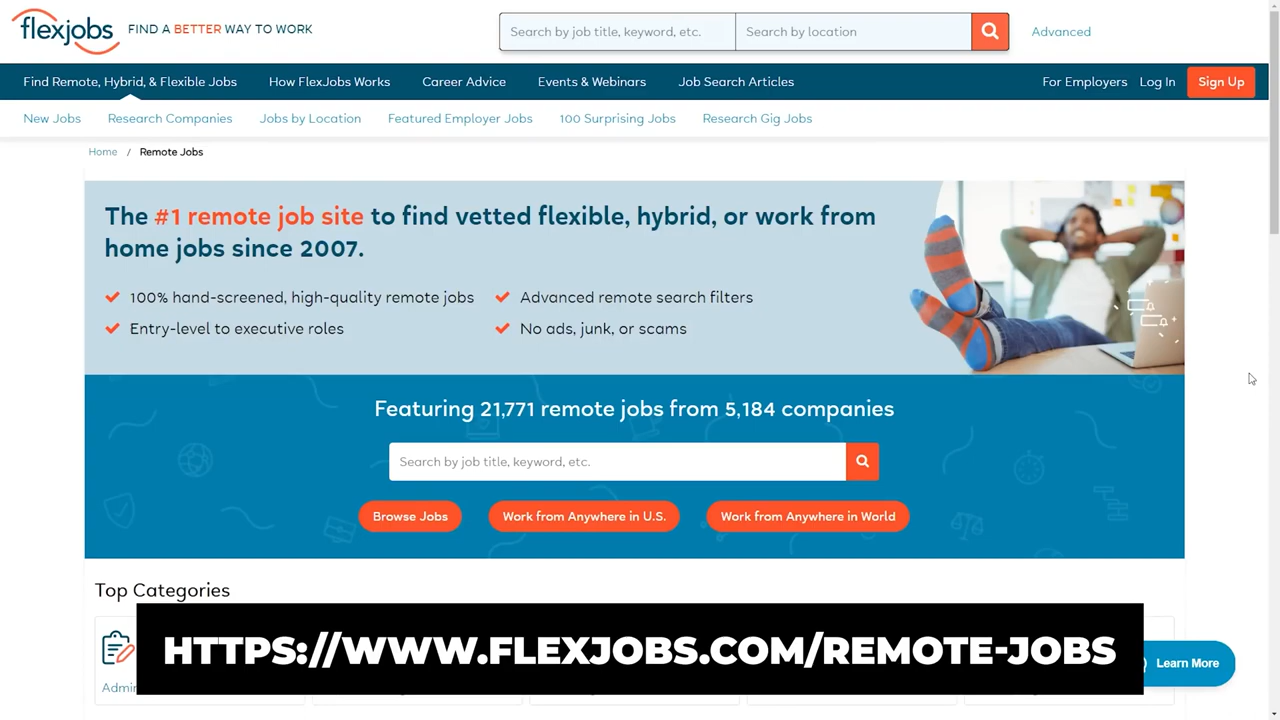 flexjobs
FIND A BETTER WAY TO WORK
Search by job title, keyword, etc.
Search by location
Advanced
Find Remote, Hybrid, & Flexible Jobs
How FlexJobs Works
Career Advice
Events & Webinars
Job Search Articles
For Employers
Log In
Sign Up
New Jobs
Research Companies
Jobs by Location
Featured Employer Jobs
100 Surprising Jobs
Research Gig Jobs
Home / Remote Jobs
The #1 remote job site to find vetted flexible, hybrid, or work from
home jobs since 2007.
100% hand-screened, high-quality remote jobs
Advanced remote search filters
Entry-level to executive roles
No ads, junk, or scams
Featuring 21,771 remote jobs from 5,184 companies
Search by job title, keyword, etc.
Browse Jobs
Work from Anywhere in U.S.
Work from Anywhere in World
Top Categories
HTTPS://WWW.FLEXJOBS.COM/REMOTE-JOBS
Learn More